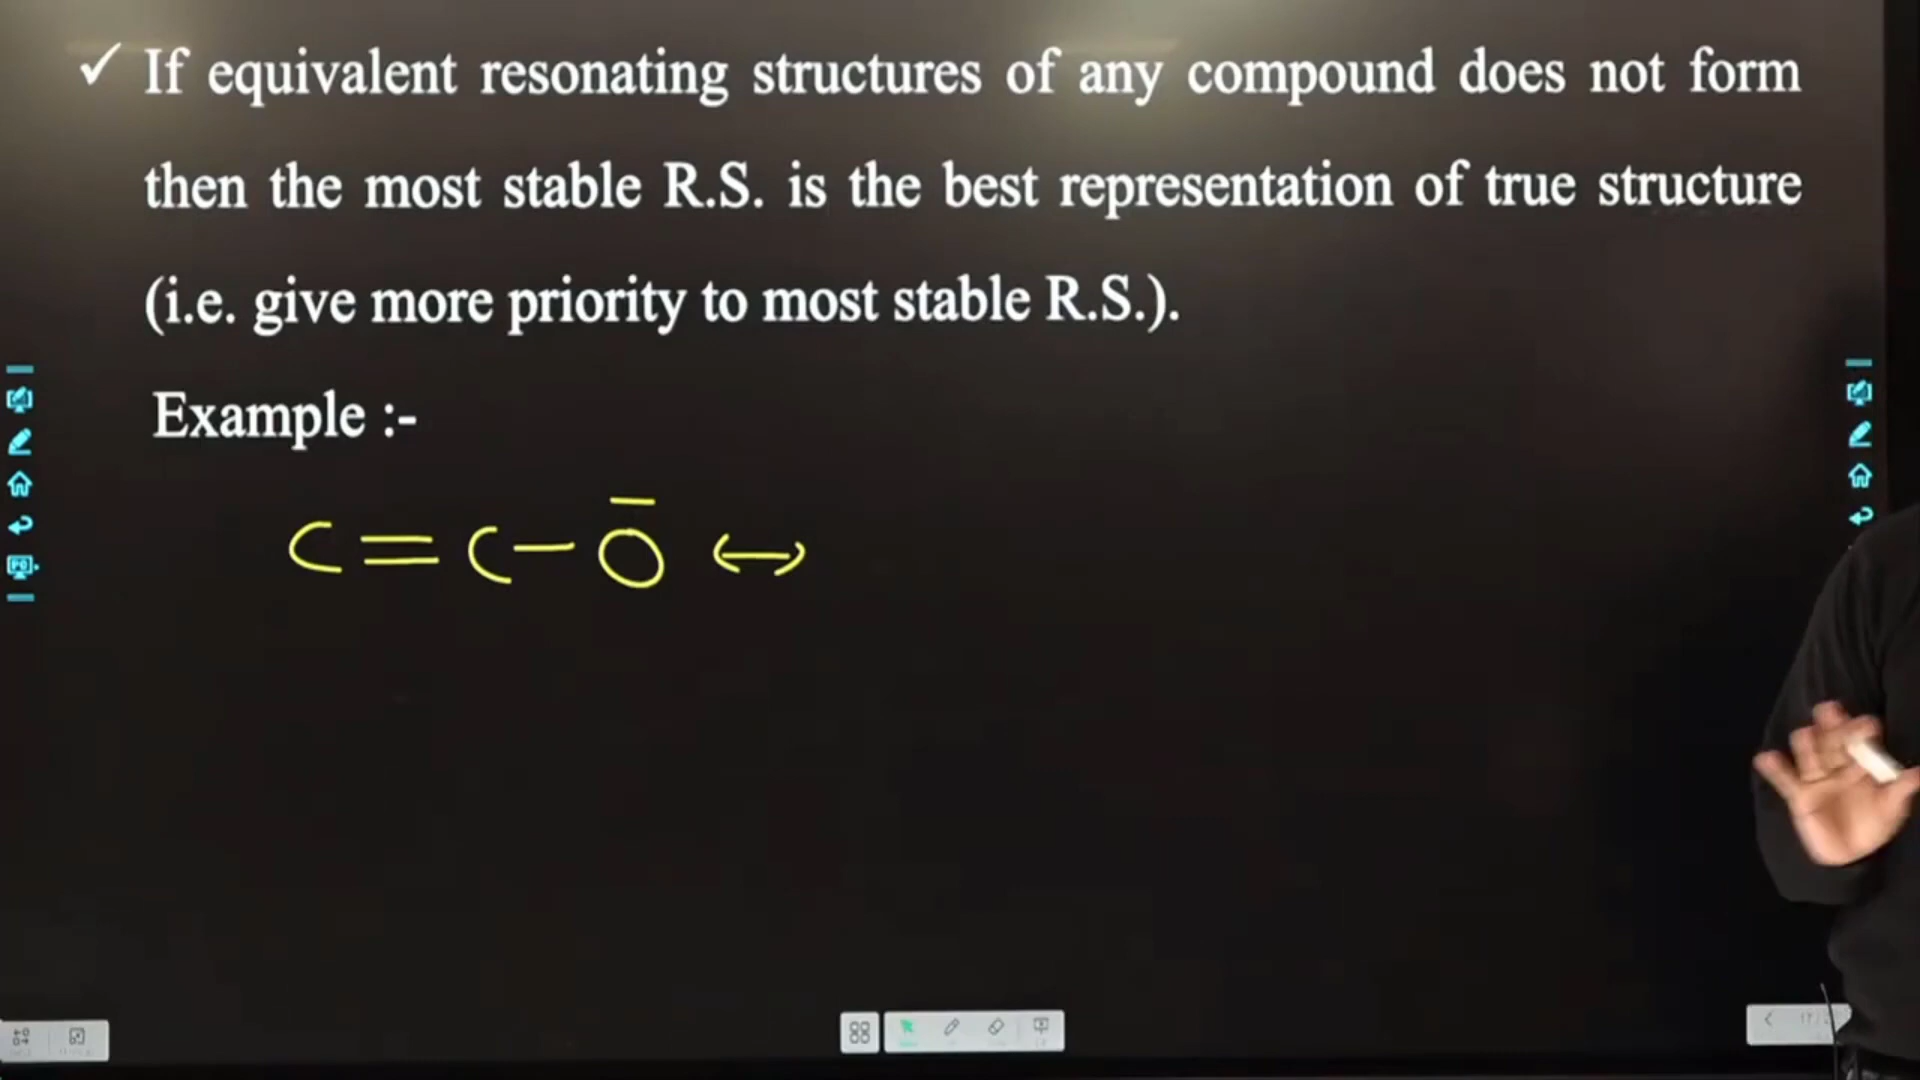 ✓ If equivalent resonating structures of any compound does not form
then the most stable R.S. is the best representation of true structure
(i.e. give more priority to most stable R.S.).
Example :-
C = C - Ō ↔